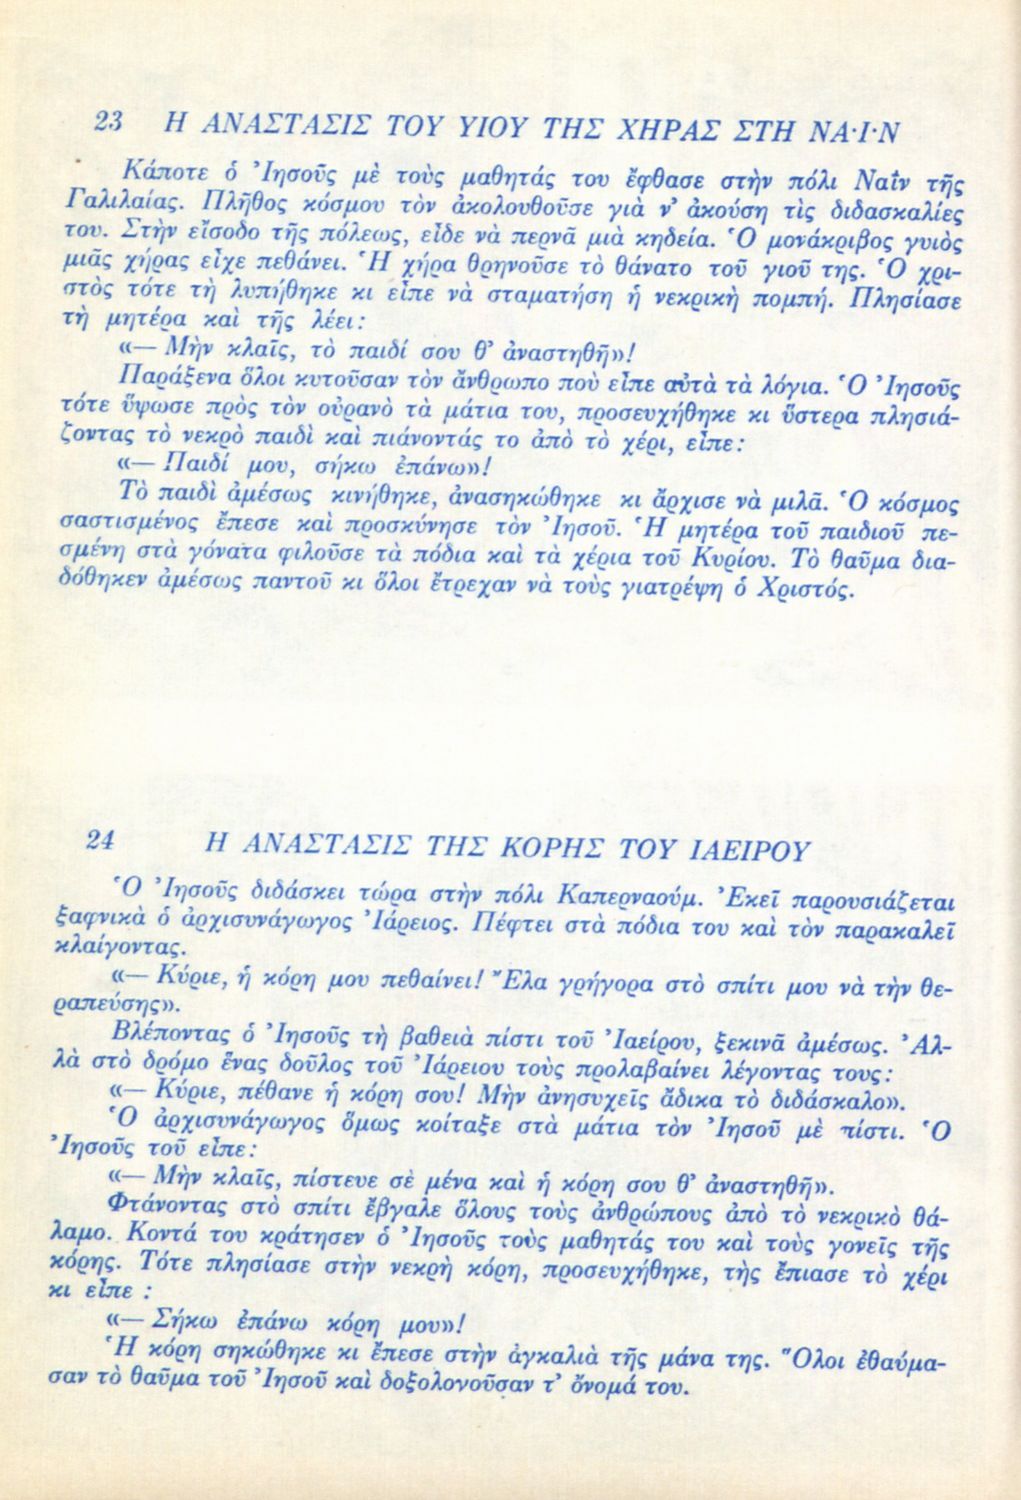 23 Η ΑΝΑΣΤΑΣΙΣ ΤΟΥ ΥΙΟΥ ΤΗΣ ΧΗΡΑΣ ΣΤΗ ΝΑ·Ι·Ν
Κάποτε ὁ Ἰησοῦς μὲ τοὺς μαθητάς του ἔφθασε στὴν πόλι Ναΐν τῆς
Γαλιλαίας. Πλῆθος κόσμου τὸν ἀκολουθοῦσε γιὰ ν' ἀκούση τὶς διδασκαλίες
του. Στὴν εἴσοδο τῆς πόλεως, εἶδε νὰ περνᾶ μιὰ κηδεία. Ὁ μονάκριβος γυιὸς
μιᾶς χήρας εἶχε πεθάνει. Ἡ χήρα θρηνοῦσε τὸ θάνατο τοῦ γιοῦ της. Ὁ χρι-
στὸς τότε τὴ λυπήθηκε κι εἶπε νὰ σταματήση ἡ νεκρικὴ πομπή. Πλησίασε
τὴ μητέρα καὶ τῆς λέει:
«— Μὴν κλαῖς, τὸ παιδί σου θ' ἀναστηθῆ»!
Παράξενα ὅλοι κυτοῦσαν τὸν ἄνθρωπο ποὺ εἶπε αὐτὰ τὰ λόγια. Ὁ Ἰησοῦς
τότε ὕψωσε πρὸς τὸν οὐρανὸ τὰ μάτια του, προσευχήθηκε κι ὕστερα πλησιά-
ζοντας τὸ νεκρὸ παιδὶ καὶ πιάνοντάς το ἀπὸ τὸ χέρι, εἶπε:
«— Παιδί μου, σήκω ἐπάνω»!
Τὸ παιδὶ ἀμέσως κινήθηκε, ἀνασηκώθηκε κι ἄρχισε νὰ μιλᾶ. Ὁ κόσμος
σαστισμένος ἔπεσε καὶ προσκύνησε τὸν Ἰησοῦ. Ἡ μητέρα τοῦ παιδιοῦ πε-
σμένη στὰ γόνατα φιλοῦσε τὰ πόδια καὶ τὰ χέρια τοῦ Κυρίου. Τὸ θαῦμα δια-
δόθηκεν ἀμέσως παντοῦ κι ὅλοι ἔτρεχαν νὰ τοὺς γιατρέψη ὁ Χριστός.
24 Η ΑΝΑΣΤΑΣΙΣ ΤΗΣ ΚΟΡΗΣ ΤΟΥ ΙΑΕΙΡΟΥ
Ὁ Ἰησοῦς διδάσκει τώρα στὴν πόλι Καπερναούμ. Ἐκεῖ παρουσιάζεται
ξαφνικὰ ὁ ἀρχισυνάγωγος Ἰάρειος. Πέφτει στὰ πόδια του καὶ τὸν παρακαλεῖ
κλαίγοντας.
«— Κύριε, ἡ κόρη μου πεθαίνει! Ἔλα γρήγορα στὸ σπίτι μου νὰ τὴν θε-
ραπεύσης».
Βλέποντας ὁ Ἰησοῦς τὴ βαθειὰ πίστι τοῦ Ἰαείρου, ξεκινᾶ ἀμέσως. Ἀλ-
λὰ στὸ δρόμο ἕνας δοῦλος τοῦ Ἰάρειου τοὺς προλαβαίνει λέγοντας τους:
«— Κύριε, πέθανε ἡ κόρη σου! Μὴν ἀνησυχεῖς ἄδικα τὸ διδάσκαλο».
Ὁ ἀρχισυνάγωγος ὅμως κοίταξε στὰ μάτια τὸν Ἰησοῦ μὲ πίστι. Ὁ
Ἰησοῦς τοῦ εἶπε:
«— Μὴν κλαῖς, πίστευε σὲ μένα καὶ ἡ κόρη σου θ' ἀναστηθῆ».
Φτάνοντας στὸ σπίτι ἔβγαλε ὅλους τοὺς ἀνθρώπους ἀπὸ τὸ νεκρικὸ θά-
λαμο. Κοντά του κράτησεν ὁ Ἰησοῦς τοὺς μαθητάς του καὶ τοὺς γονεῖς τῆς
κόρης. Τότε πλησίασε στὴν νεκρὴ κόρη, προσευχήθηκε, τὴς ἔπιασε τὸ χέρι
κι εἶπε :
«— Σήκω ἐπάνω κόρη μου»!
Ἡ κόρη σηκώθηκε κι ἔπεσε στὴν ἀγκαλιὰ τῆς μάνα της. Ὅλοι ἐθαύμα-
σαν τὸ θαῦμα τοῦ Ἰησοῦ καὶ δοξολογοῦσαν τ' ὄνομά του.